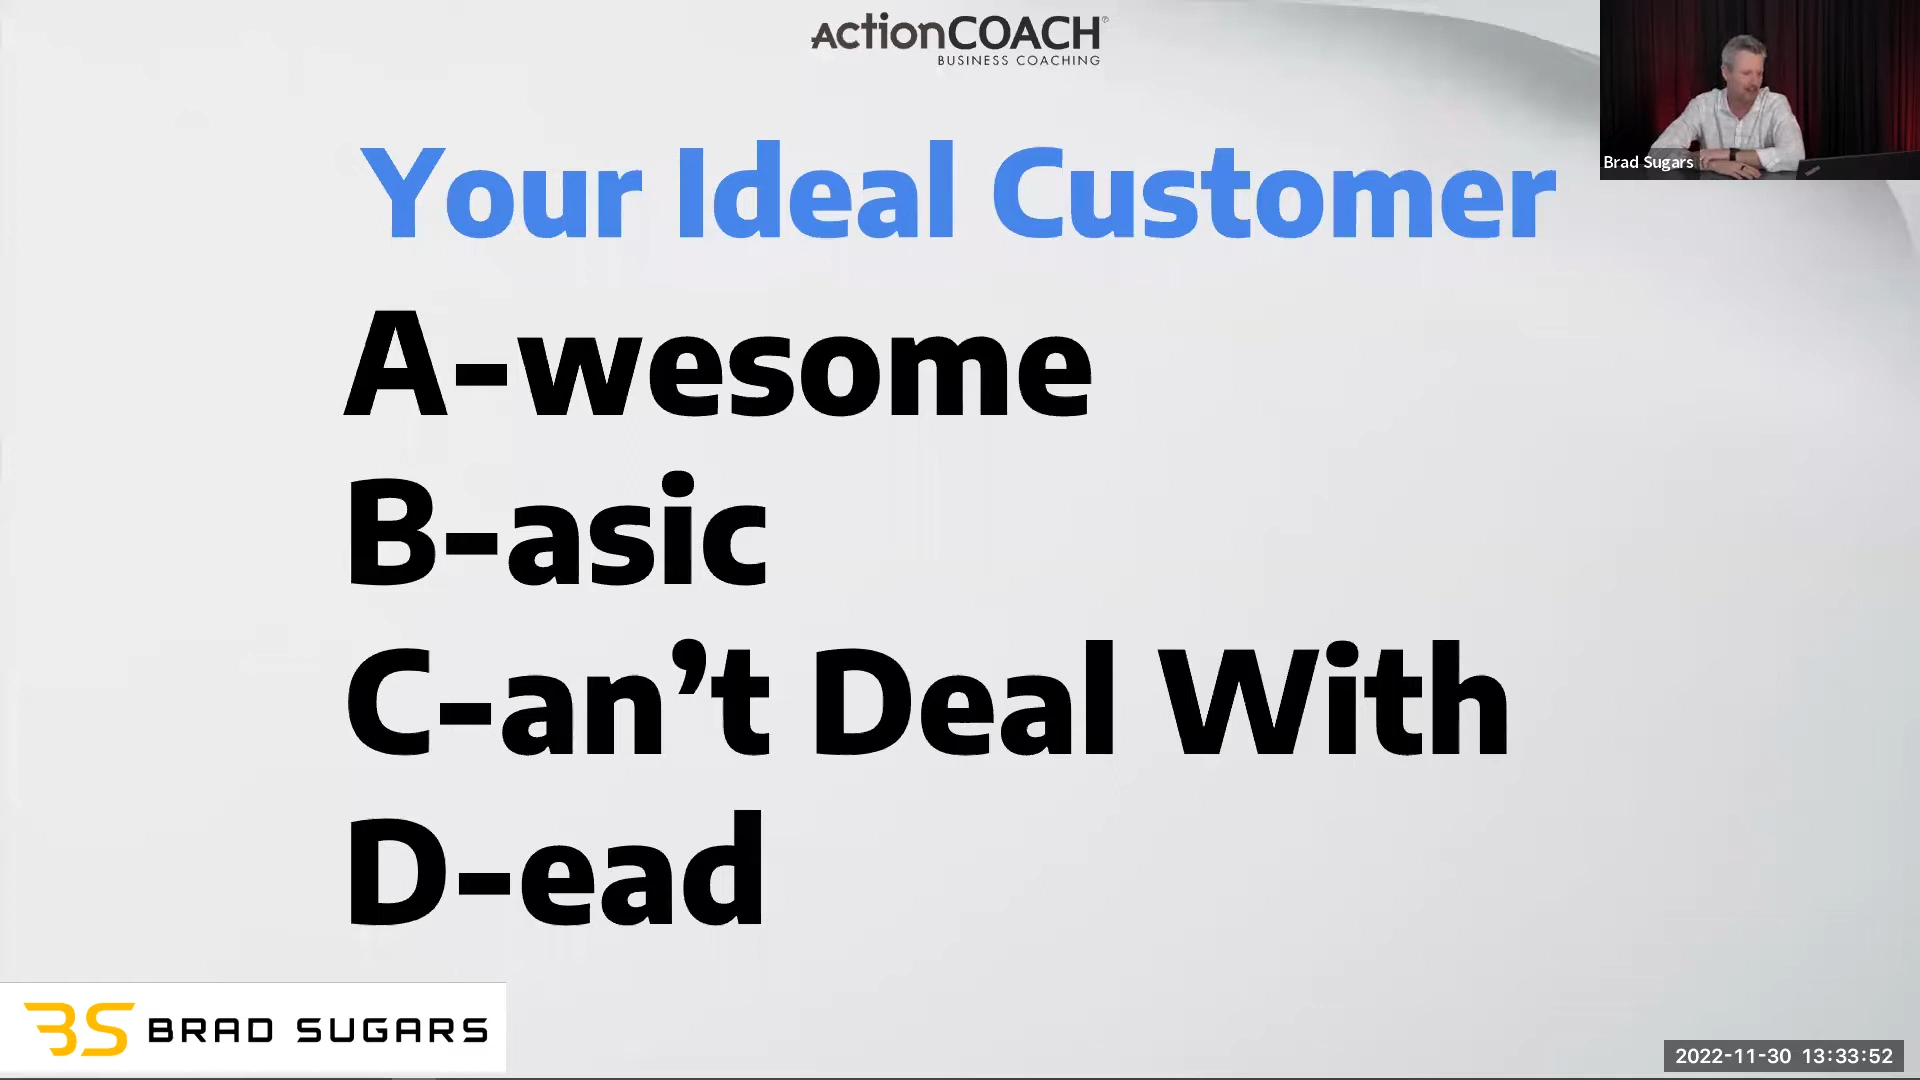 actionCOACH®
BUSINESS COACHING
Brad Sugars
Your Ideal Customer
A-wesome
B-asic
C-an’t Deal With
D-ead
BS BRAD SUGARS
2022-11-30 13:33:52